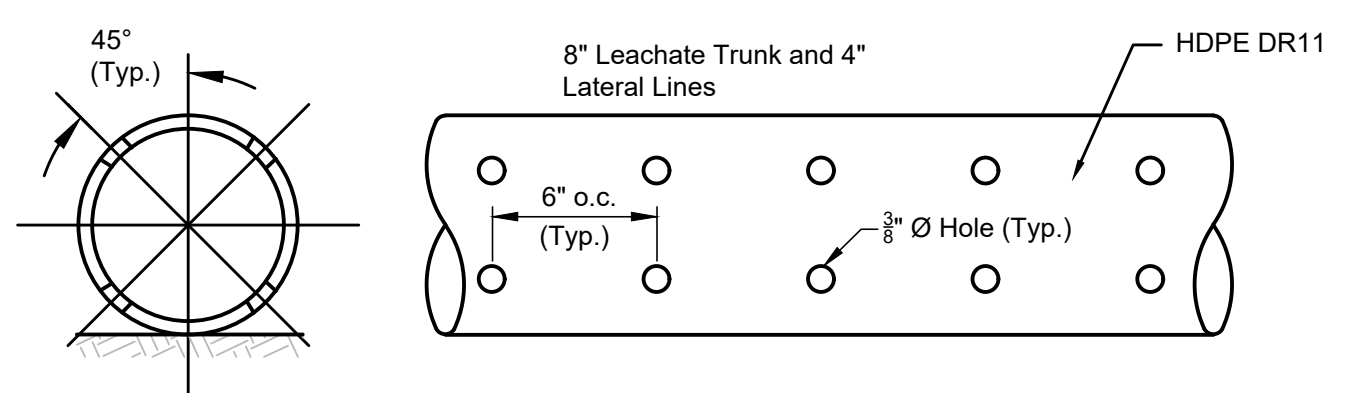 45°
(Typ.)
8" Leachate Trunk and 4"
Lateral Lines
HDPE DR11
6" o.c.
(Typ.)
3/8" Ø Hole (Typ.)